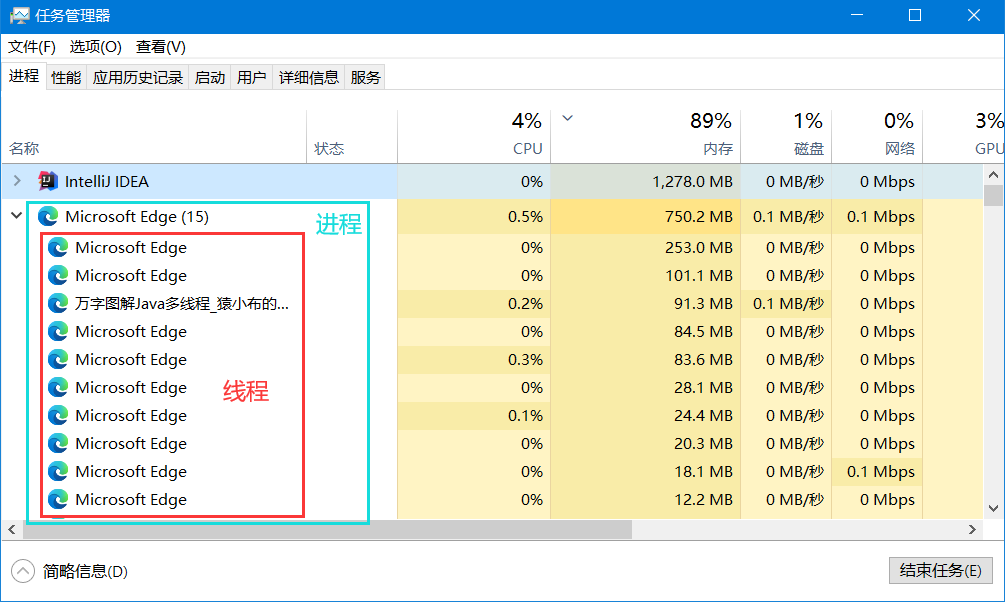 任务管理器
文件(F) 选项(O) 查看(V)
进程 性能 应用历史记录 启动 用户 详细信息 服务
4% 89% 1% 0% 3%
名称 状态 CPU 内存 磁盘 网络 GPU
IntelliJ IDEA 0% 1,278.0 MB 0 MB/秒 0 Mbps
Microsoft Edge (15) 进程 0.5% 750.2 MB 0.1 MB/秒 0.1 Mbps
Microsoft Edge 0% 253.0 MB 0 MB/秒 0 Mbps
Microsoft Edge 0% 101.1 MB 0 MB/秒 0 Mbps
万字图解Java多线程_猿小布的... 0.2% 91.3 MB 0.1 MB/秒 0 Mbps
Microsoft Edge 0% 84.5 MB 0 MB/秒 0 Mbps
Microsoft Edge 0.3% 83.6 MB 0 MB/秒 0 Mbps
Microsoft Edge 线程 0% 28.1 MB 0 MB/秒 0 Mbps
Microsoft Edge 0.1% 24.4 MB 0 MB/秒 0 Mbps
Microsoft Edge 0% 20.3 MB 0 MB/秒 0 Mbps
Microsoft Edge 0% 18.1 MB 0 MB/秒 0.1 Mbps
Microsoft Edge 0% 12.2 MB 0 MB/秒 0 Mbps
简略信息(D) 结束任务(E)